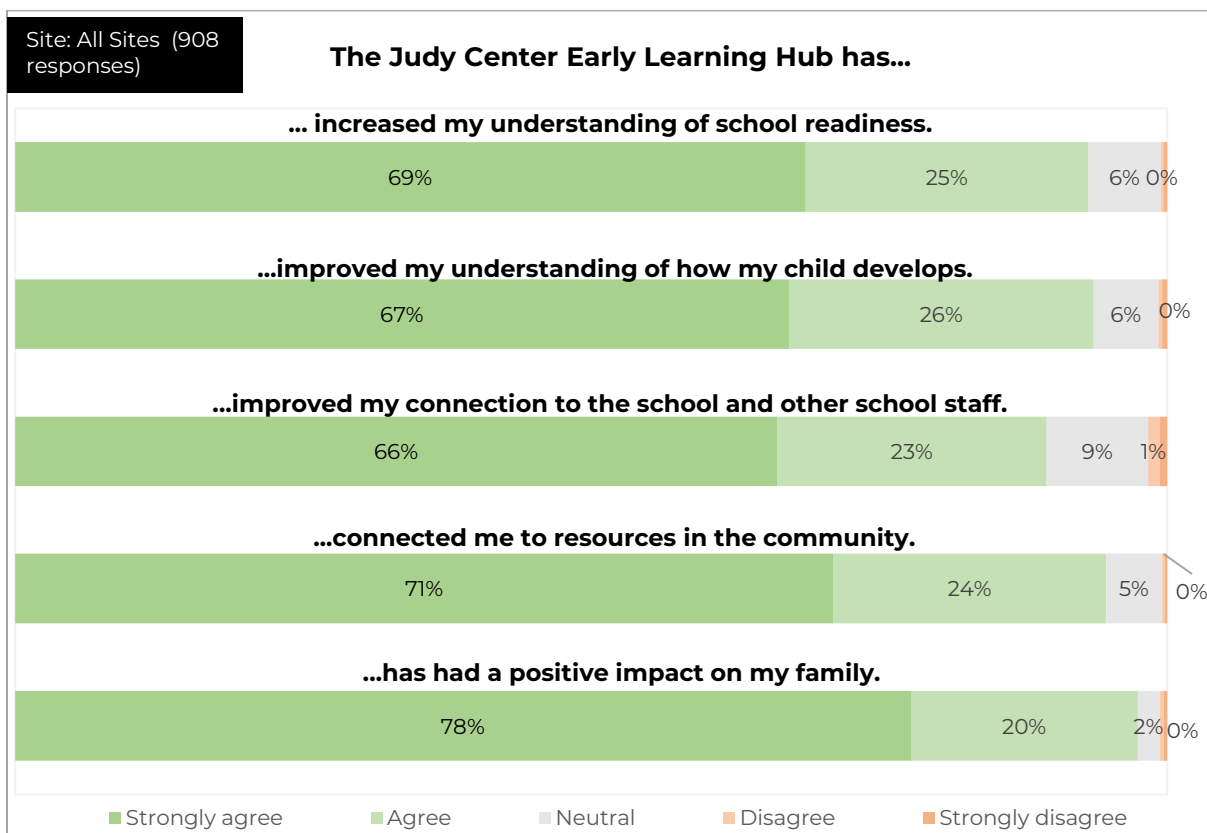 Site: All Sites (908
responses)
The Judy Center Early Learning Hub has...
... increased my understanding of school readiness.
69% 25% 6% 0%
...improved my understanding of how my child develops.
67% 26% 6% 0%
...improved my connection to the school and other school staff.
66% 23% 9% 1%
...connected me to resources in the community.
71% 24% 5% 0%
...has had a positive impact on my family.
78% 20% 2% 0%
Strongly agree Agree Neutral Disagree Strongly disagree